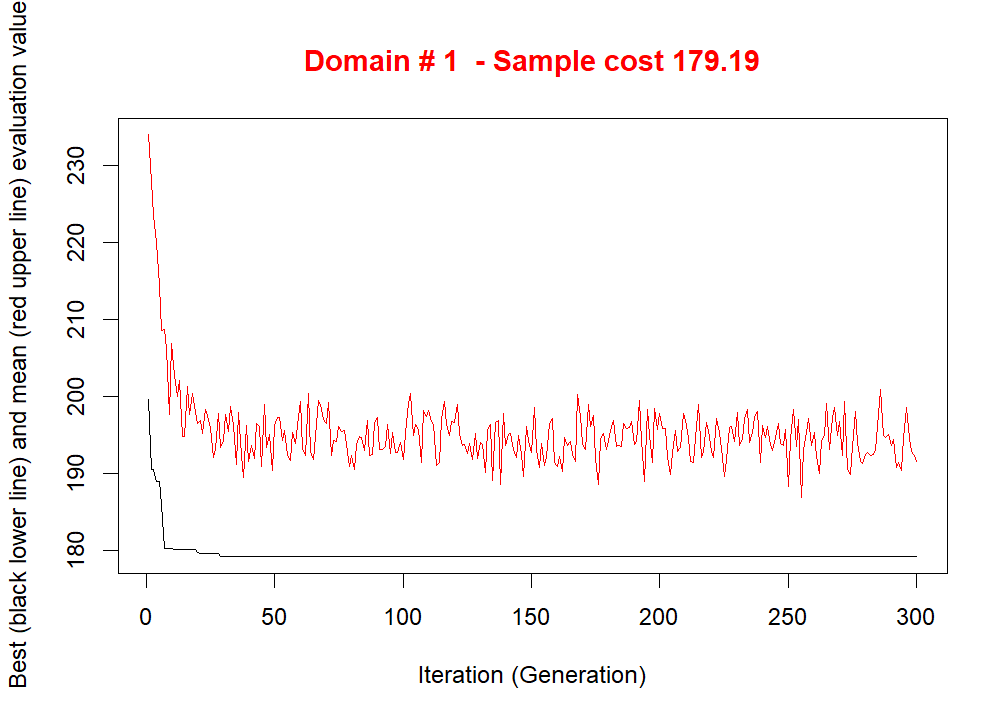 Domain # 1  - Sample cost 179.19
Best (black lower line) and mean (red upper line) evaluation value
230
220
210
200
190
180
0 50 100 150 200 250 300
Iteration (Generation)